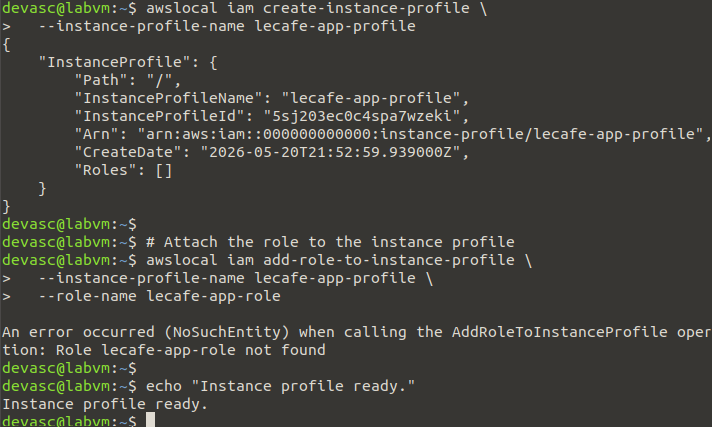 devasc@labvm:~$ awslocal iam create-instance-profile \
>   --instance-profile-name lecafe-app-profile
{
    "InstanceProfile": {
        "Path": "/",
        "InstanceProfileName": "lecafe-app-profile",
        "InstanceProfileId": "5sj203ec0c4spa7wzeki",
        "Arn": "arn:aws:iam::000000000000:instance-profile/lecafe-app-profile",
        "CreateDate": "2026-05-20T21:52:59.939000Z",
        "Roles": []
    }
}
devasc@labvm:~$
devasc@labvm:~$ # Attach the role to the instance profile
devasc@labvm:~$ awslocal iam add-role-to-instance-profile \
>   --instance-profile-name lecafe-app-profile \
>   --role-name lecafe-app-role

An error occurred (NoSuchEntity) when calling the AddRoleToInstanceProfile oper
tion: Role lecafe-app-role not found
devasc@labvm:~$
devasc@labvm:~$ echo "Instance profile ready."
Instance profile ready.
devasc@labvm:~$